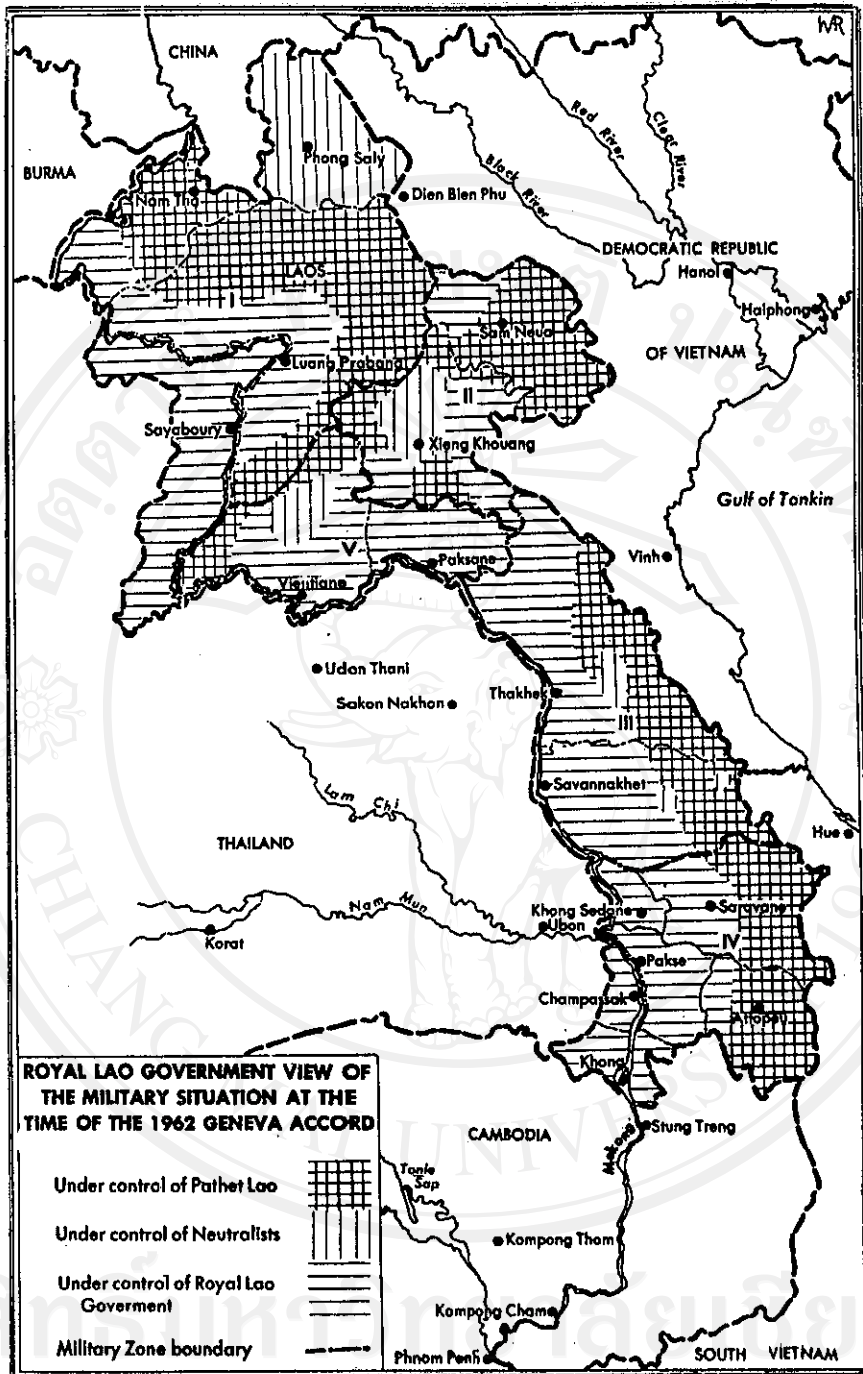 WR
CHINA
BURMA
Phong Saly
Nam Tha
Dien Bien Phu
Black River
Red River
Clear River
DEMOCRATIC REPUBLIC
Hanoi
Haiphong
OF VIETNAM
LAOS
I
Sam Neua
Luang Prabang
II
Sayaboury
Xieng Khouang
Gulf of Tonkin
V
Paksane
Vinh
Vientiane
Udon Thani
Sakon Nakhon
Thakhek
III
Lam Chi
Savannakhet
Hue
THAILAND
Nam Mun
Khong Sedone
Saravane
Ubon
IV
Korat
Pakse
Champassak
Attopeu
Khong
CAMBODIA
Mekong
Stung Treng
Tonle
Sap
Kompong Thom
Kompong Cham
Phnom Penh
SOUTH VIETNAM
ROYAL LAO GOVERNMENT VIEW OF
THE MILITARY SITUATION AT THE
TIME OF THE 1962 GENEVA ACCORD
Under control of Pathet Lao
Under control of Neutralists
Under control of Royal Lao
Goverment
Military Zone boundary
CHIANG MAI UNIVERSITY